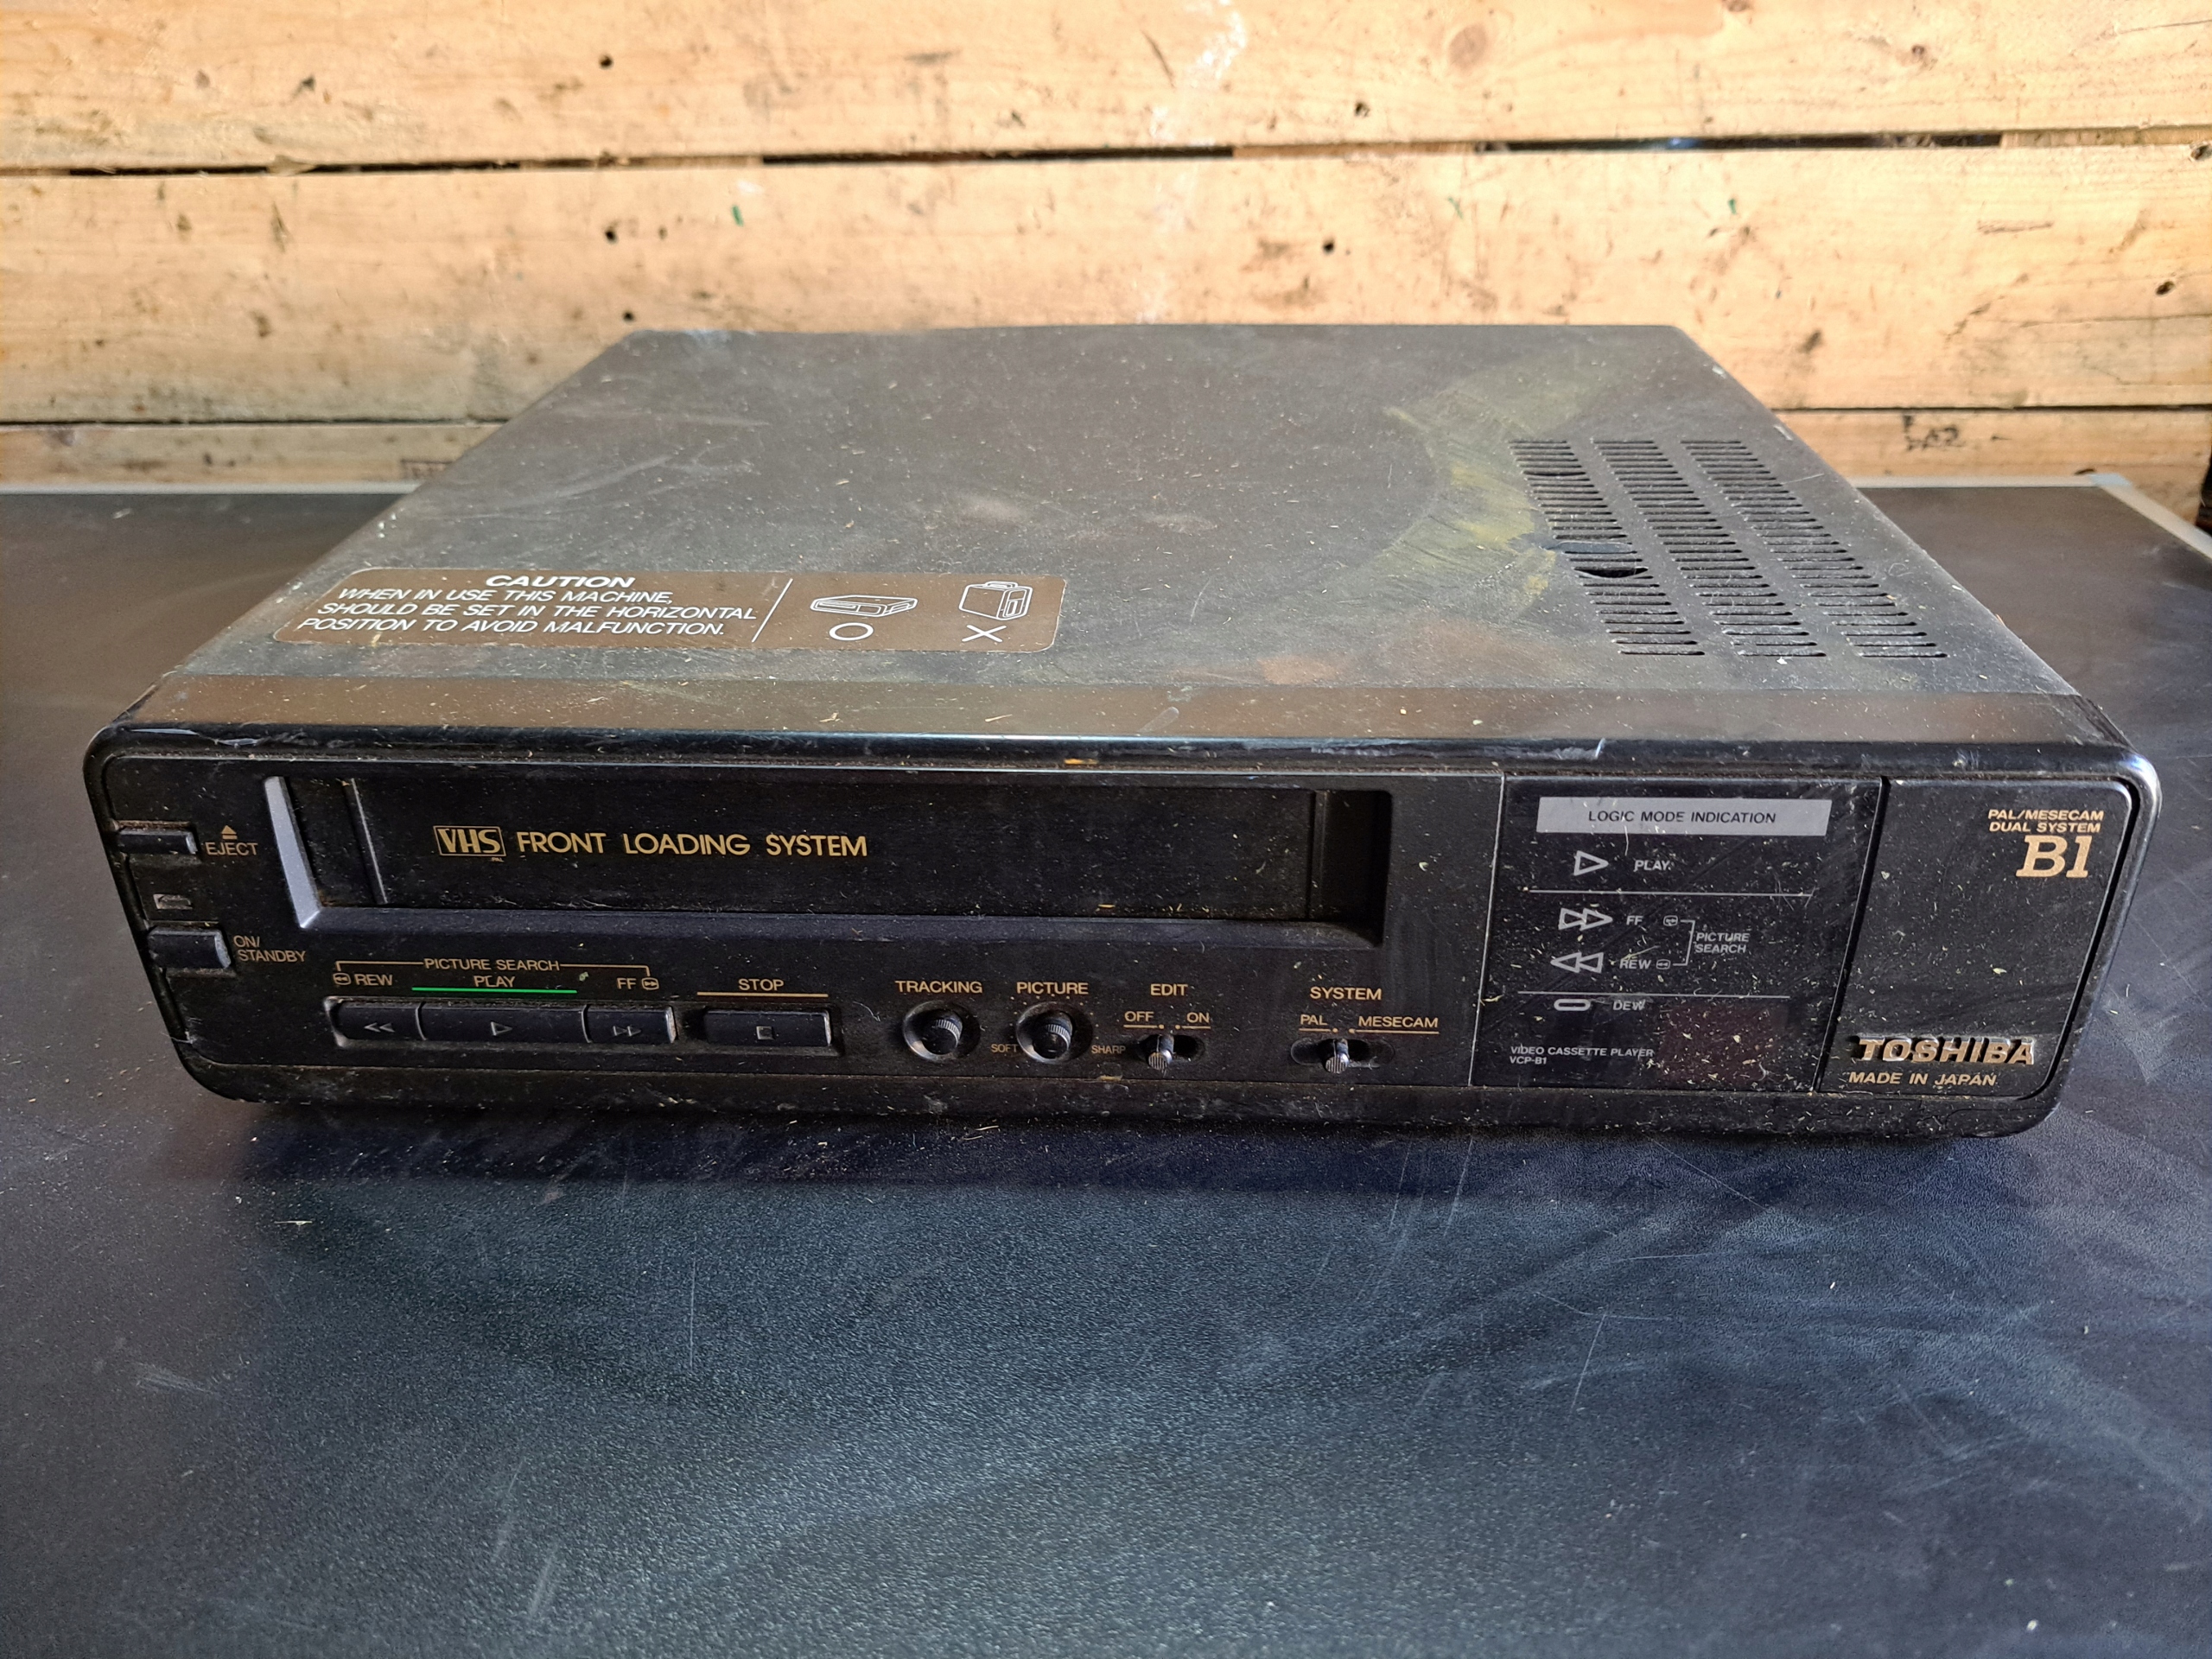 CAUTION
WHEN IN USE THIS MACHINE,
SHOULD BE SET IN THE HORIZONTAL
POSITION TO AVOID MALFUNCTION.
EJECT
VHS
PAL
FRONT LOADING SYSTEM
ON/
STANDBY
PICTURE SEARCH
REW
PLAY
FF
STOP
TRACKING
PICTURE
SOFT
SHARP
EDIT
OFF
ON
SYSTEM
PAL
MESECAM
LOGIC MODE INDICATION
PLAY
FF
REW
PICTURE
SEARCH
DEW
VIDEO CASSETTE PLAYER
VCP-B1
PAL/MESECAM
DUAL SYSTEM
B1
TOSHIBA
MADE IN JAPAN